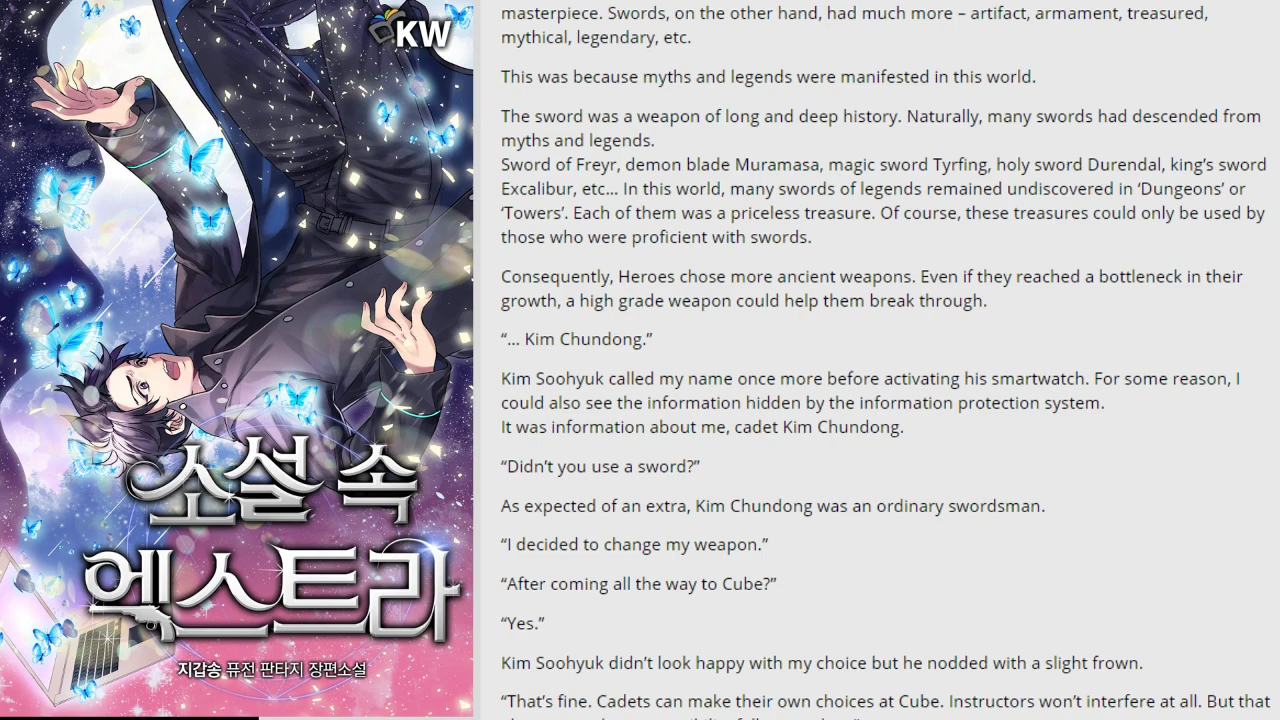 KW
소설 속
엑스트라
지갑송 퓨전 판타지 장편소설
masterpiece. Swords, on the other hand, had much more – artifact, armament, treasured,
mythical, legendary, etc.
This was because myths and legends were manifested in this world.
The sword was a weapon of long and deep history. Naturally, many swords had descended from
myths and legends.
Sword of Freyr, demon blade Muramasa, magic sword Tyrfing, holy sword Durendal, king’s sword
Excalibur, etc... In this world, many swords of legends remained undiscovered in ‘Dungeons’ or
‘Towers’. Each of them was a priceless treasure. Of course, these treasures could only be used by
those who were proficient with swords.
Consequently, Heroes chose more ancient weapons. Even if they reached a bottleneck in their
growth, a high grade weapon could help them break through.
“... Kim Chundong.”
Kim Soohyuk called my name once more before activating his smartwatch. For some reason, I
could also see the information hidden by the information protection system.
It was information about me, cadet Kim Chundong.
“Didn’t you use a sword?”
As expected of an extra, Kim Chundong was an ordinary swordsman.
“I decided to change my weapon.”
“After coming all the way to Cube?”
“Yes.”
Kim Soohyuk didn’t look happy with my choice but he nodded with a slight frown.
“That’s fine. Cadets can make their own choices at Cube. Instructors won’t interfere at all. But that